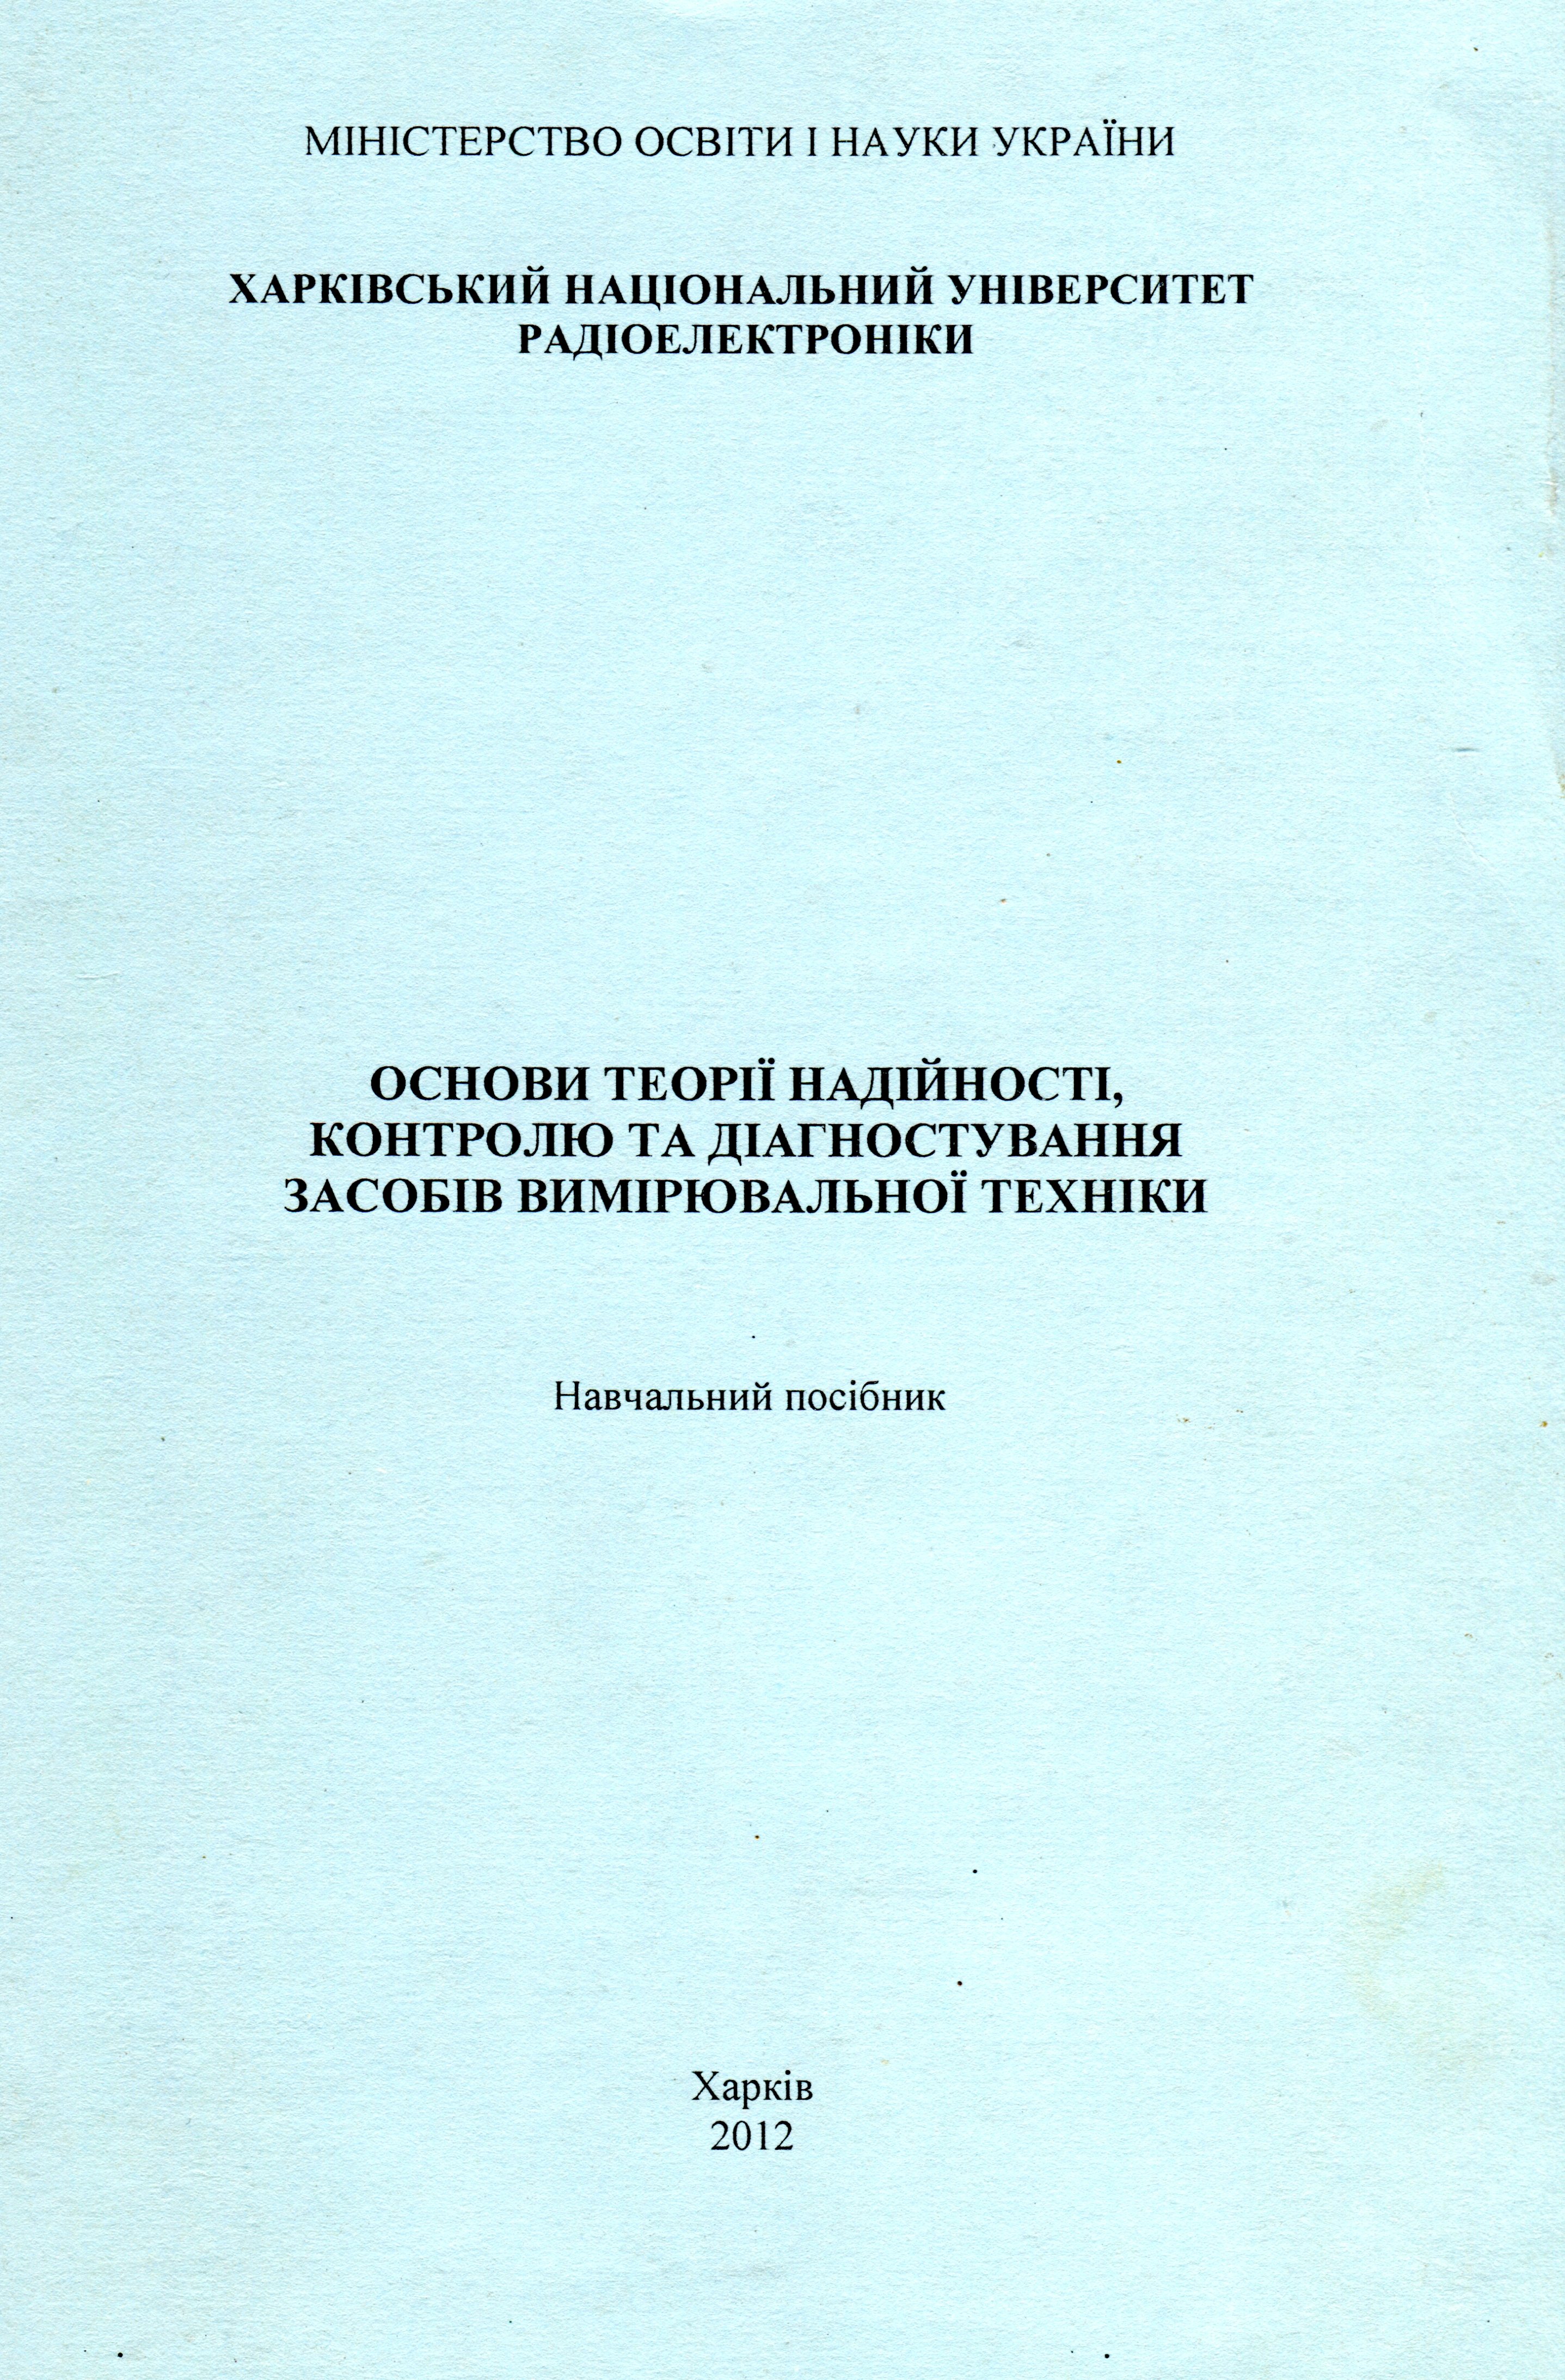 МІНІСТЕРСТВО ОСВІТИ І НАУКИ УКРАЇНИ
ХАРКІВСЬКИЙ НАЦІОНАЛЬНИЙ УНІВЕРСИТЕТ
РАДІОЕЛЕКТРОНІКИ
ОСНОВИ ТЕОРІЇ НАДІЙНОСТІ,
КОНТРОЛЮ ТА ДІАГНОСТУВАННЯ
ЗАСОБІВ ВИМІРЮВАЛЬНОЇ ТЕХНІКИ
Навчальний посібник
Харків
2012